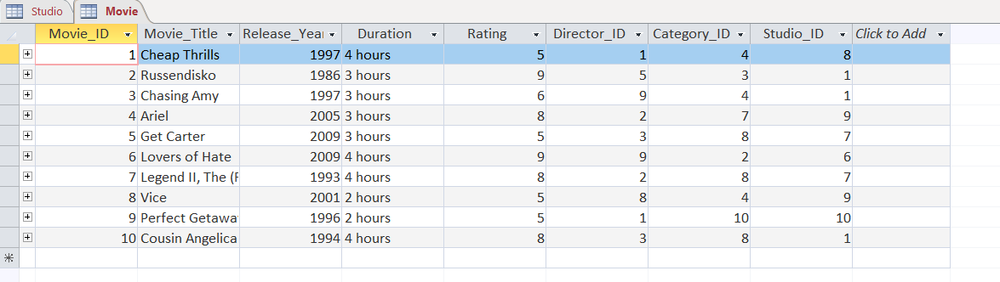 Studio Movie
Movie_ID Movie_Title Release_Year Duration Rating Director_ID Category_ID Studio_ID Click to Add
1 Cheap Thrills 1997 4 hours 5 1 4 8
2 Russendisko 1986 3 hours 9 5 3 1
3 Chasing Amy 1997 3 hours 6 9 4 1
4 Ariel 2005 3 hours 8 2 7 9
5 Get Carter 2009 3 hours 5 3 8 7
6 Lovers of Hate 2009 4 hours 9 9 2 6
7 Legend II, The (F 1993 4 hours 8 2 8 7
8 Vice 2001 2 hours 5 8 4 9
9 Perfect Getawa 1996 2 hours 5 1 10 10
10 Cousin Angelica 1994 4 hours 8 3 8 1